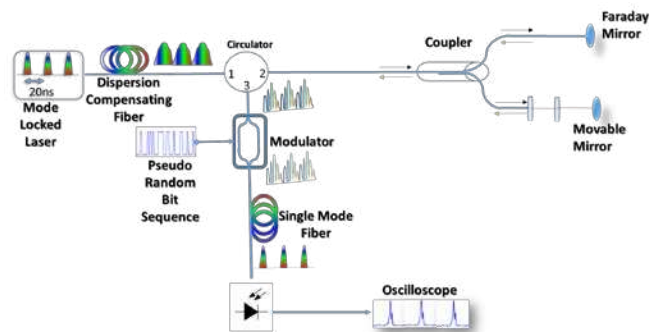 20ns
Mode
Locked
Laser
Dispersion
Compensating
Fiber
Circulator
1
2
3
Coupler
Faraday
Mirror
Movable
Mirror
Pseudo
Random
Bit
Sequence
Modulator
Single Mode
Fiber
Oscilloscope